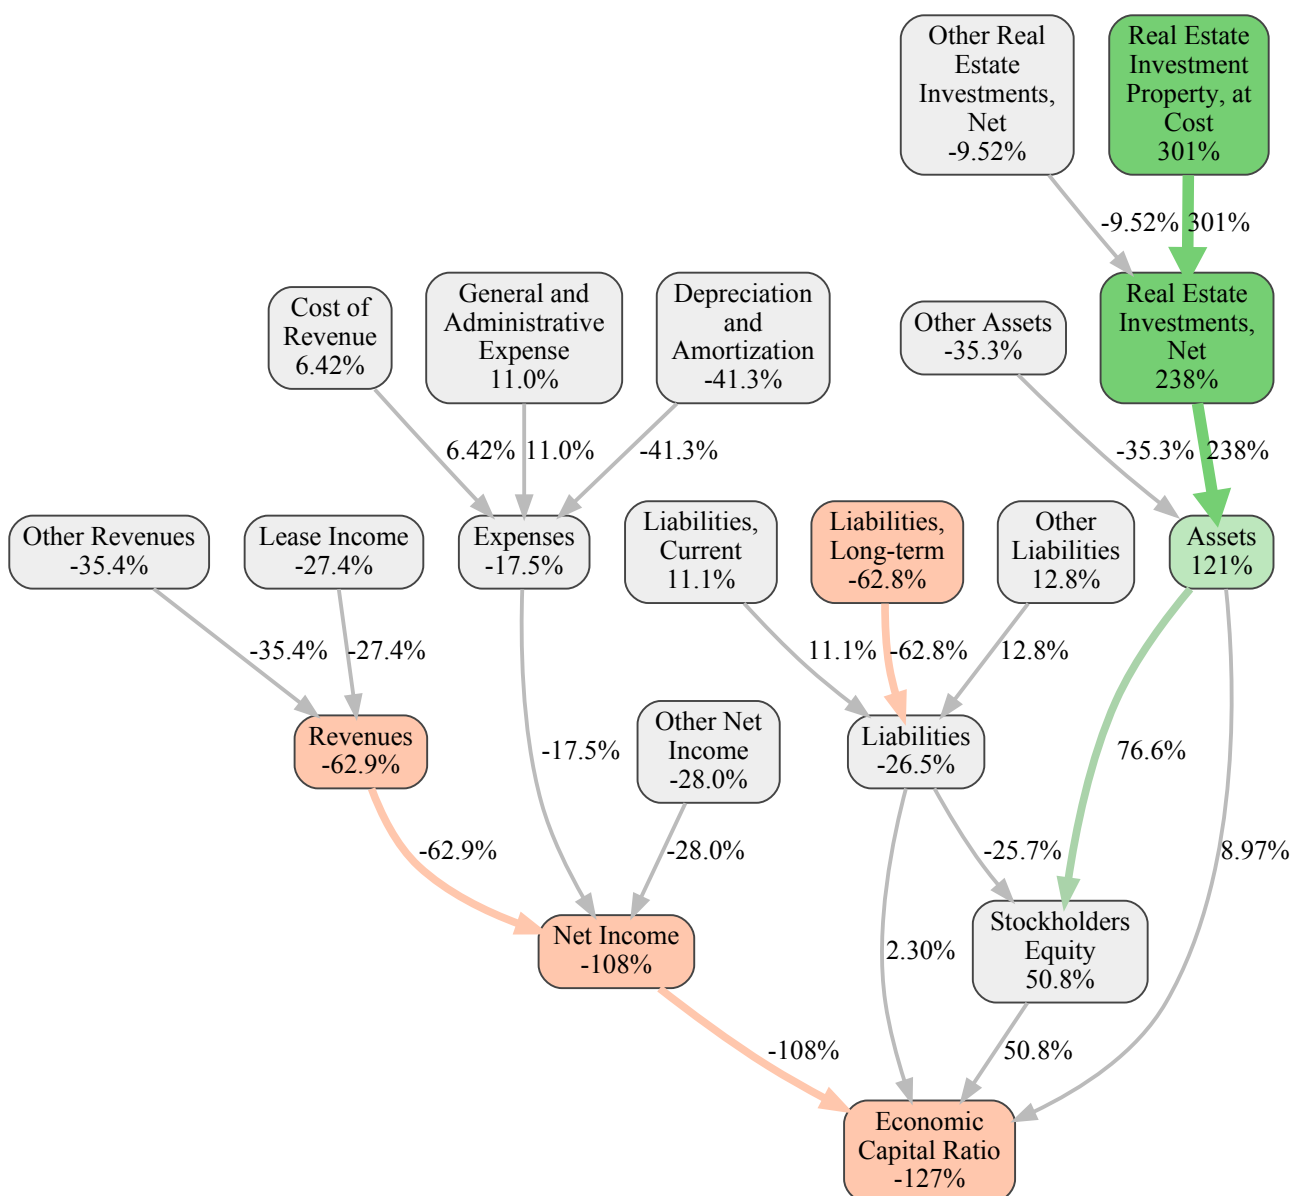 Other Real
Estate
Investments,
Net
-9.52%
Real Estate
Investment
Property, at
Cost
301%
-9.52%
301%
Cost of
Revenue
6.42%
General and
Administrative
Expense
11.0%
Depreciation
and
Amortization
-41.3%
Other Assets
-35.3%
Real Estate
Investments,
Net
238%
6.42%
11.0%
-41.3%
-35.3%
238%
Other Revenues
-35.4%
Lease Income
-27.4%
Expenses
-17.5%
Liabilities,
Current
11.1%
Liabilities,
Long-term
-62.8%
Other
Liabilities
12.8%
Assets
121%
-35.4%
-27.4%
11.1%
-62.8%
12.8%
Revenues
-62.9%
-17.5%
Other Net
Income
-28.0%
Liabilities
-26.5%
76.6%
-62.9%
-28.0%
-25.7%
8.97%
Net Income
-108%
2.30%
Stockholders
Equity
50.8%
-108%
50.8%
Economic
Capital Ratio
-127%